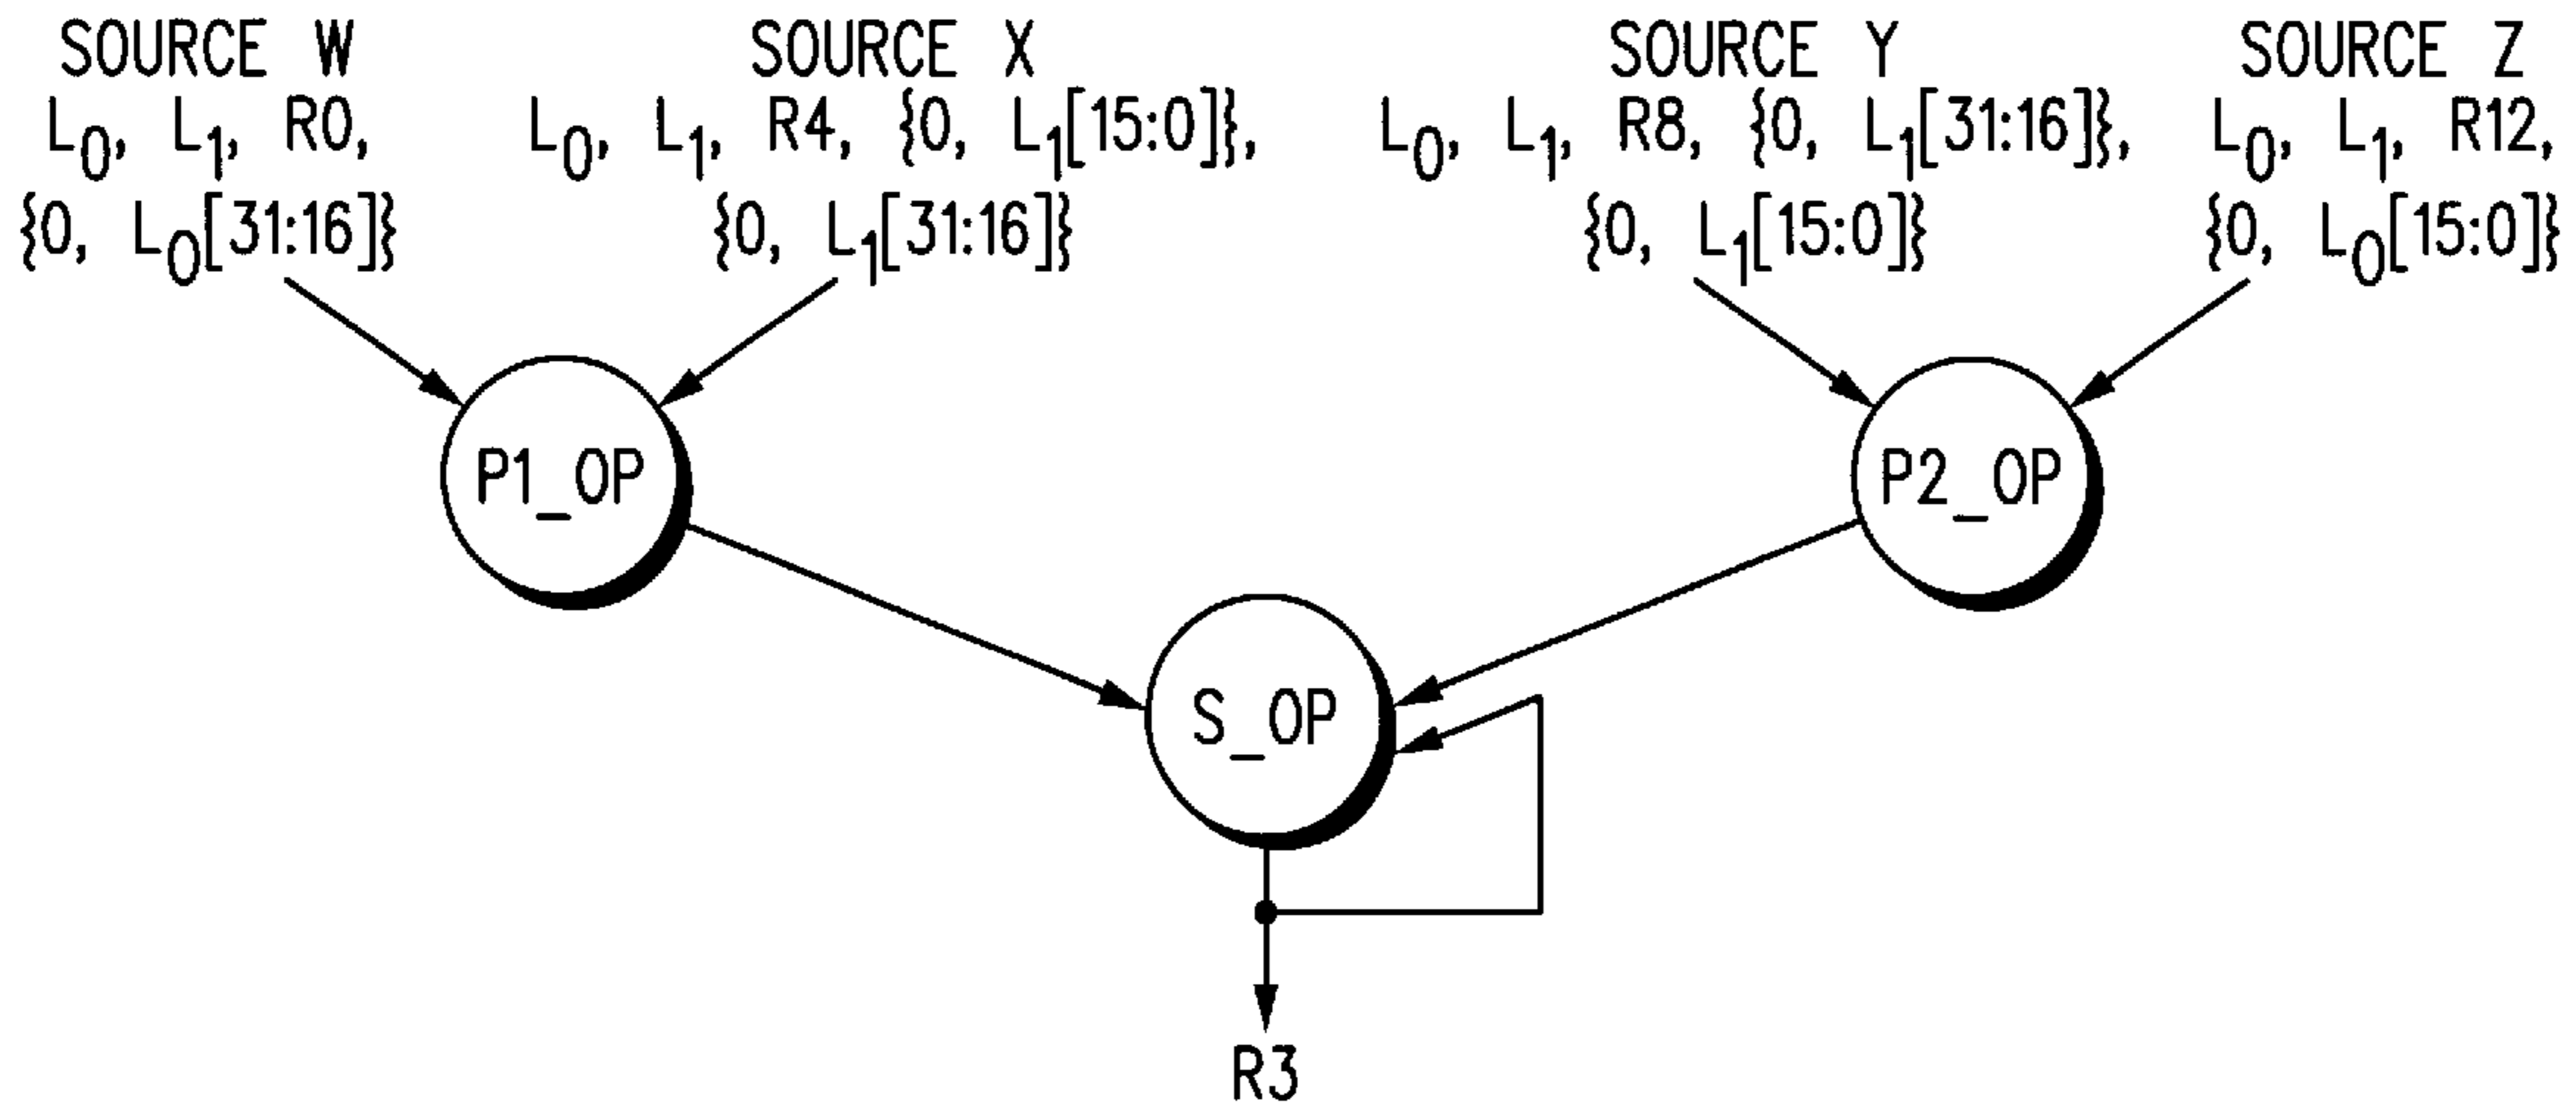 SOURCE W SOURCE X SOURCE Y SOURCE Z
L0, L1, R0, L0, L1, R4, {0, L1[15:0]}, L0, L1, R8, {0, L1[31:16]}, L0, L1, R12,
{0, L0[31:16]} {0, L1[31:16]} {0, L1[15:0]} {0, L0[15:0]}
P1_OP P2_OP
S_OP
R3